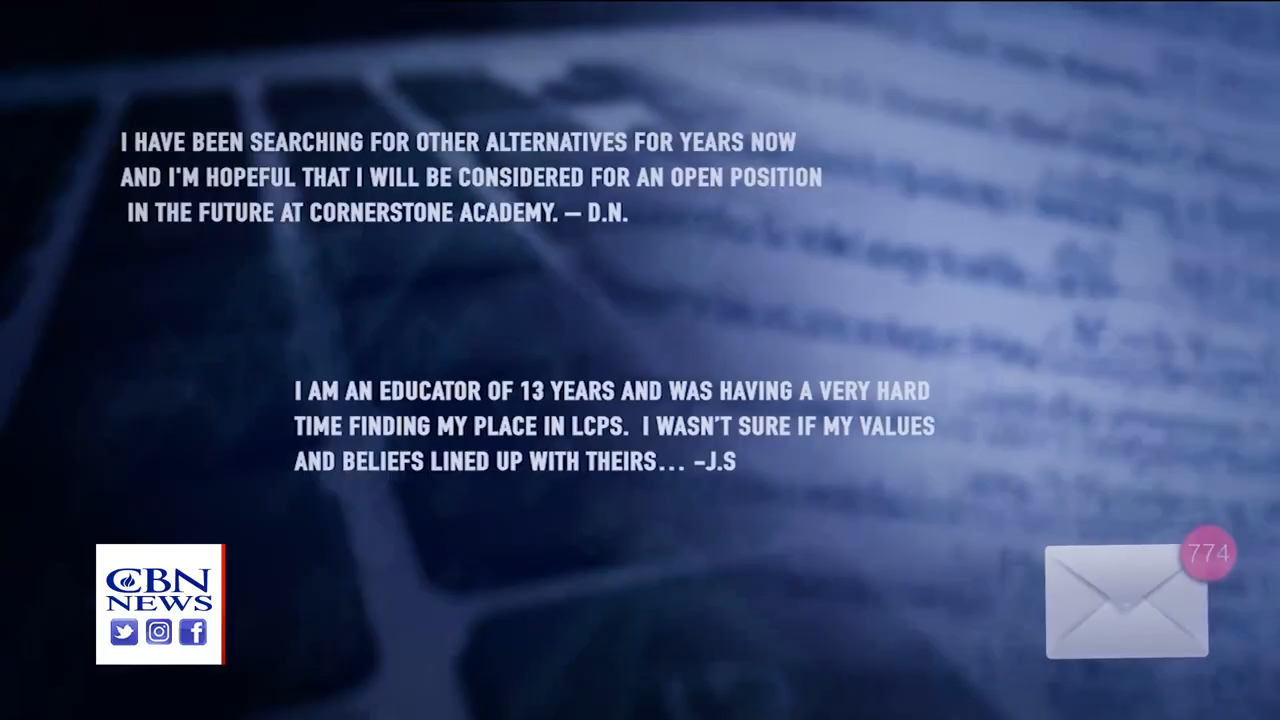 I HAVE BEEN SEARCHING FOR OTHER ALTERNATIVES FOR YEARS NOW
AND I'M HOPEFUL THAT I WILL BE CONSIDERED FOR AN OPEN POSITION
IN THE FUTURE AT CORNERSTONE ACADEMY. – D.N.
I AM AN EDUCATOR OF 13 YEARS AND WAS HAVING A VERY HARD
TIME FINDING MY PLACE IN LCPS.  I WASN'T SURE IF MY VALUES
AND BELIEFS LINED UP WITH THEIRS... –J.S
CBN
NEWS
774